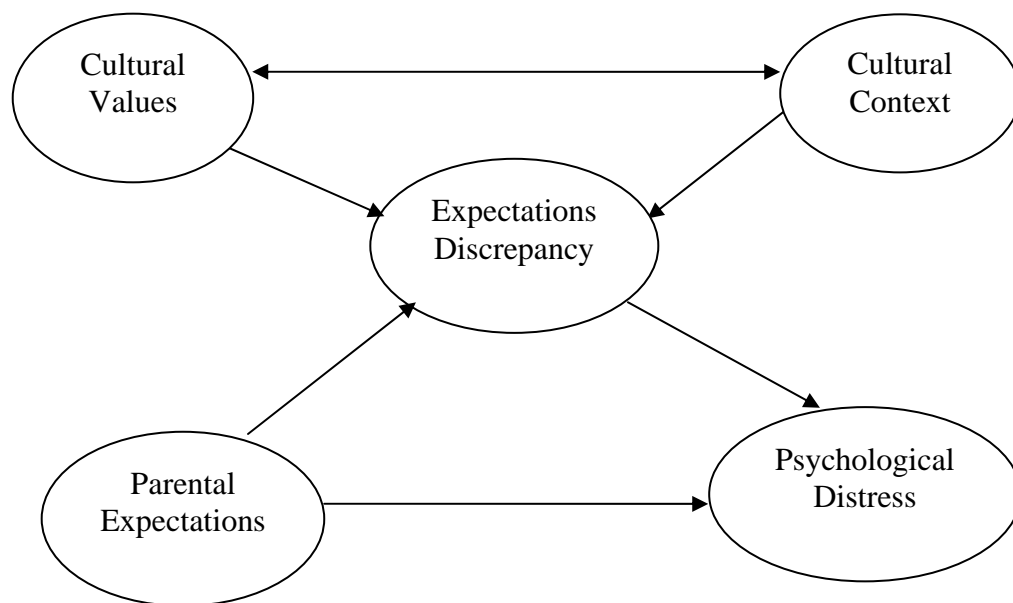 Cultural
Values
Cultural
Context
Expectations
Discrepancy
Parental
Expectations
Psychological
Distress